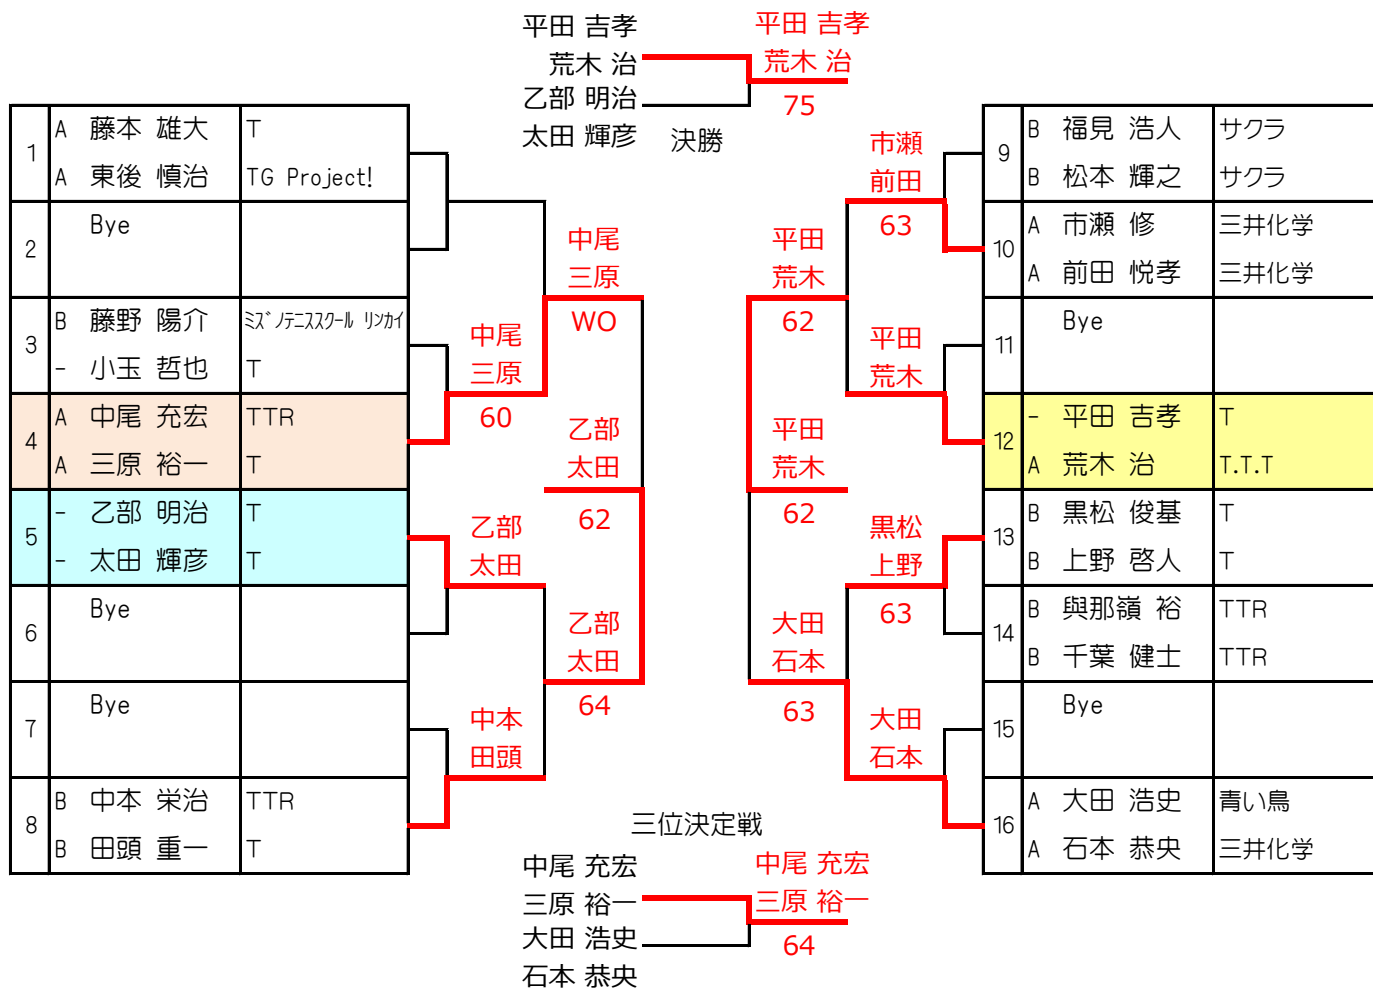 平田 吉孝
荒木 治
乙部 明治
太田 輝彦
決勝
平田 吉孝
荒木 治
75
1 A 藤本 雄大 T
A 東後 慎治 TG Project!
2 Bye
3 B 藤野 陽介 ﾐｽﾞﾉﾃﾆｽスクール リンカイ
- 小玉 哲也 T
4 A 中尾 充宏 TTR
A 三原 裕一 T
5 - 乙部 明治 T
- 太田 輝彦 T
6 Bye
7 Bye
8 B 中本 栄治 TTR
B 田頭 重一 T
中尾
三原
60
乙部
太田
中本
田頭
中尾
三原
WO
乙部
太田
62
乙部
太田
64
平田
荒木
62
平田
荒木
62
大田
石本
63
市瀬
前田
63
平田
荒木
黒松
上野
63
大田
石本
9 B 福見 浩人 サクラ
B 松本 輝之 サクラ
10 A 市瀬 修 三井化学
A 前田 悦孝 三井化学
11 Bye
12 - 平田 吉孝 T
A 荒木 治 T.T.T
13 B 黒松 俊基 T
B 上野 啓人 T
14 B 與那嶺 裕 TTR
B 千葉 健士 TTR
15 Bye
16 A 大田 浩史 青い鳥
A 石本 恭央 三井化学
三位決定戦
中尾 充宏
三原 裕一
大田 浩史
石本 恭央
中尾 充宏
三原 裕一
64